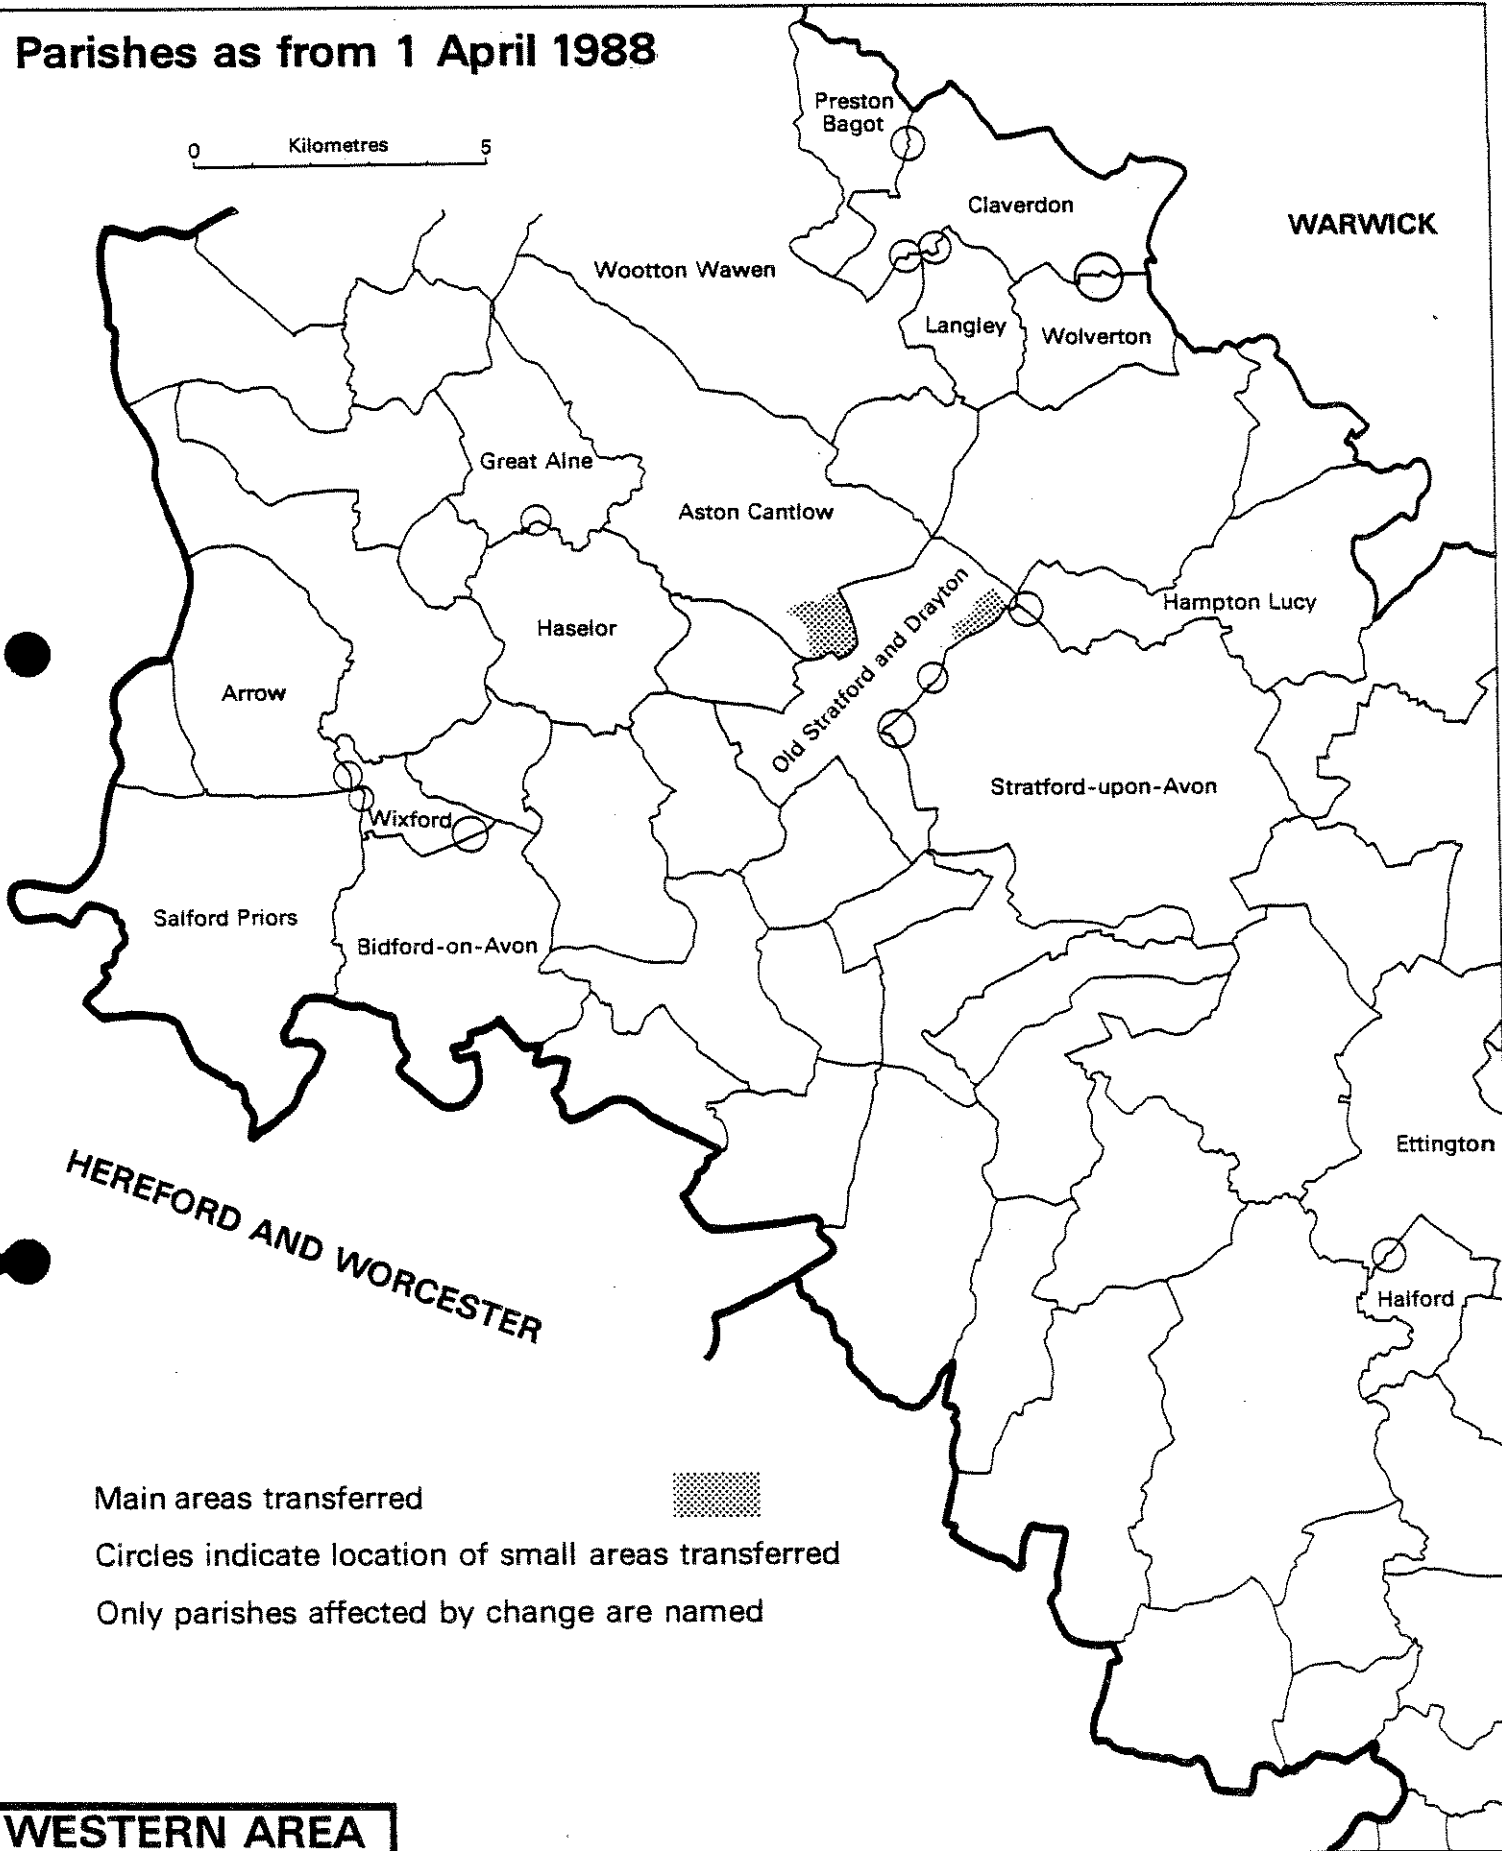 Parishes as from 1 April 1988
Kilometres
0 5
Preston
Bagot
Claverdon
WARWICK
Wootton Wawen
Langley
Wolverton
Great Alne
Aston Cantlow
Hampton Lucy
Haselor
Old Stratford and Drayton
Arrow
Stratford-upon-Avon
Wixford
Salford Priors
Bidford-on-Avon
Ettington
HEREFORD AND WORCESTER
Halford
Main areas transferred
Circles indicate location of small areas transferred
Only parishes affected by change are named
WESTERN AREA